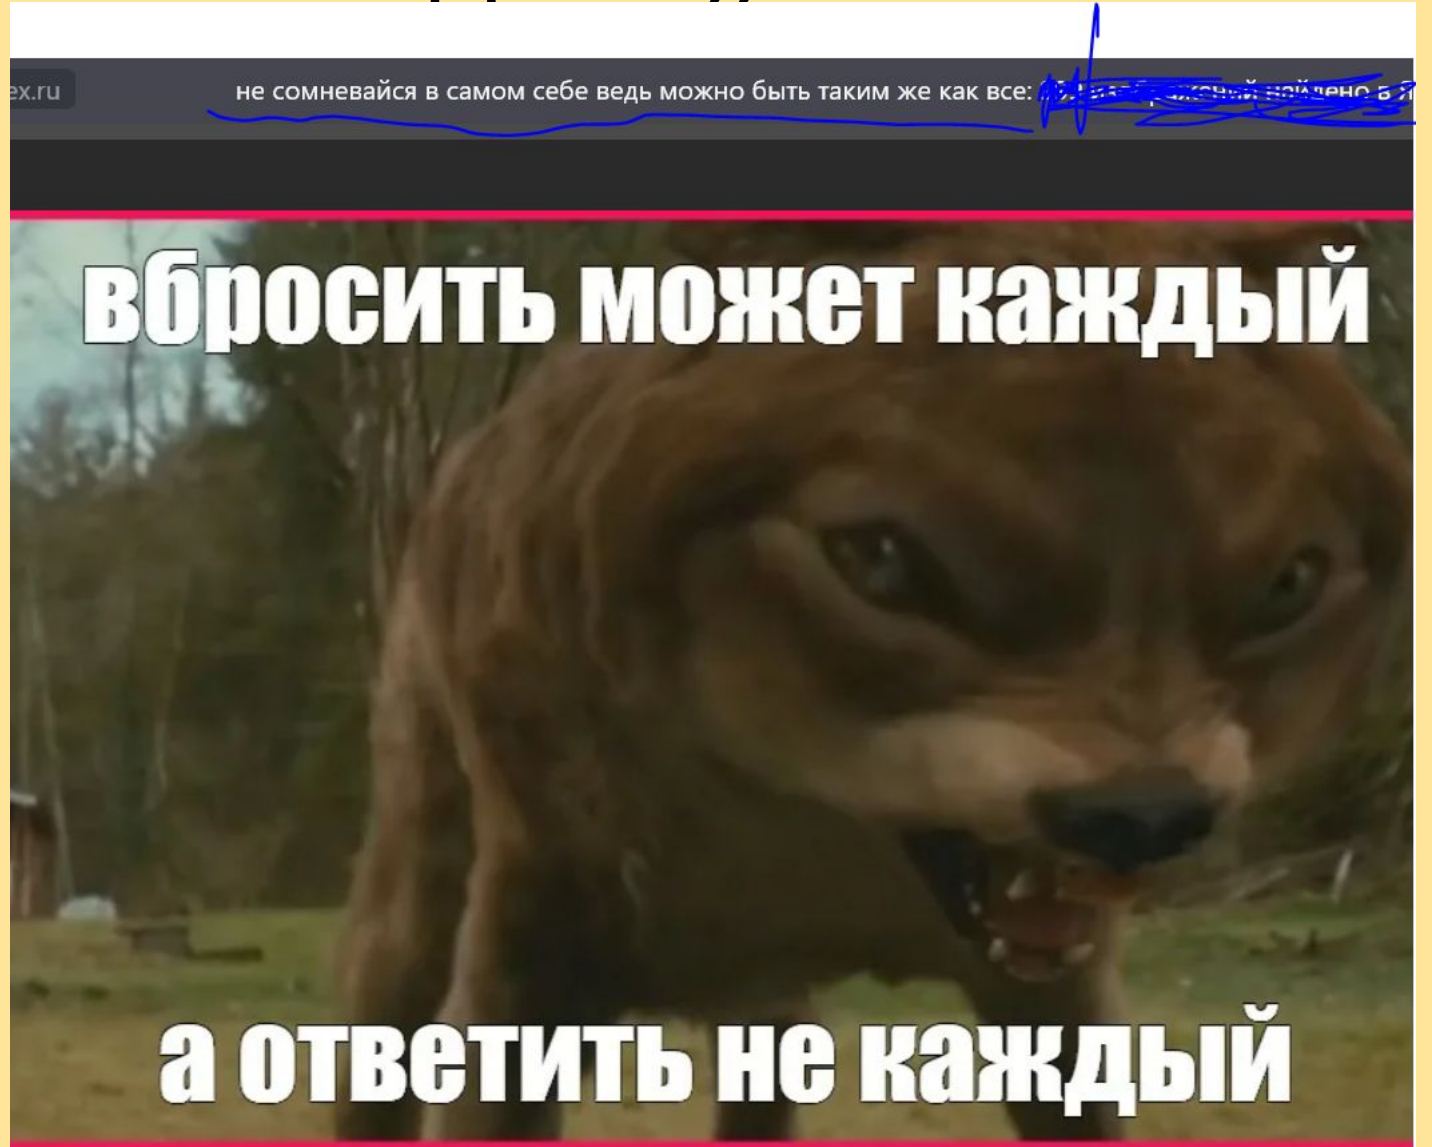 ex.ru
не сомневайся в самом себе ведь можно быть таким же как все: найдено в Я
вбросить может каждый
а ответить не каждый